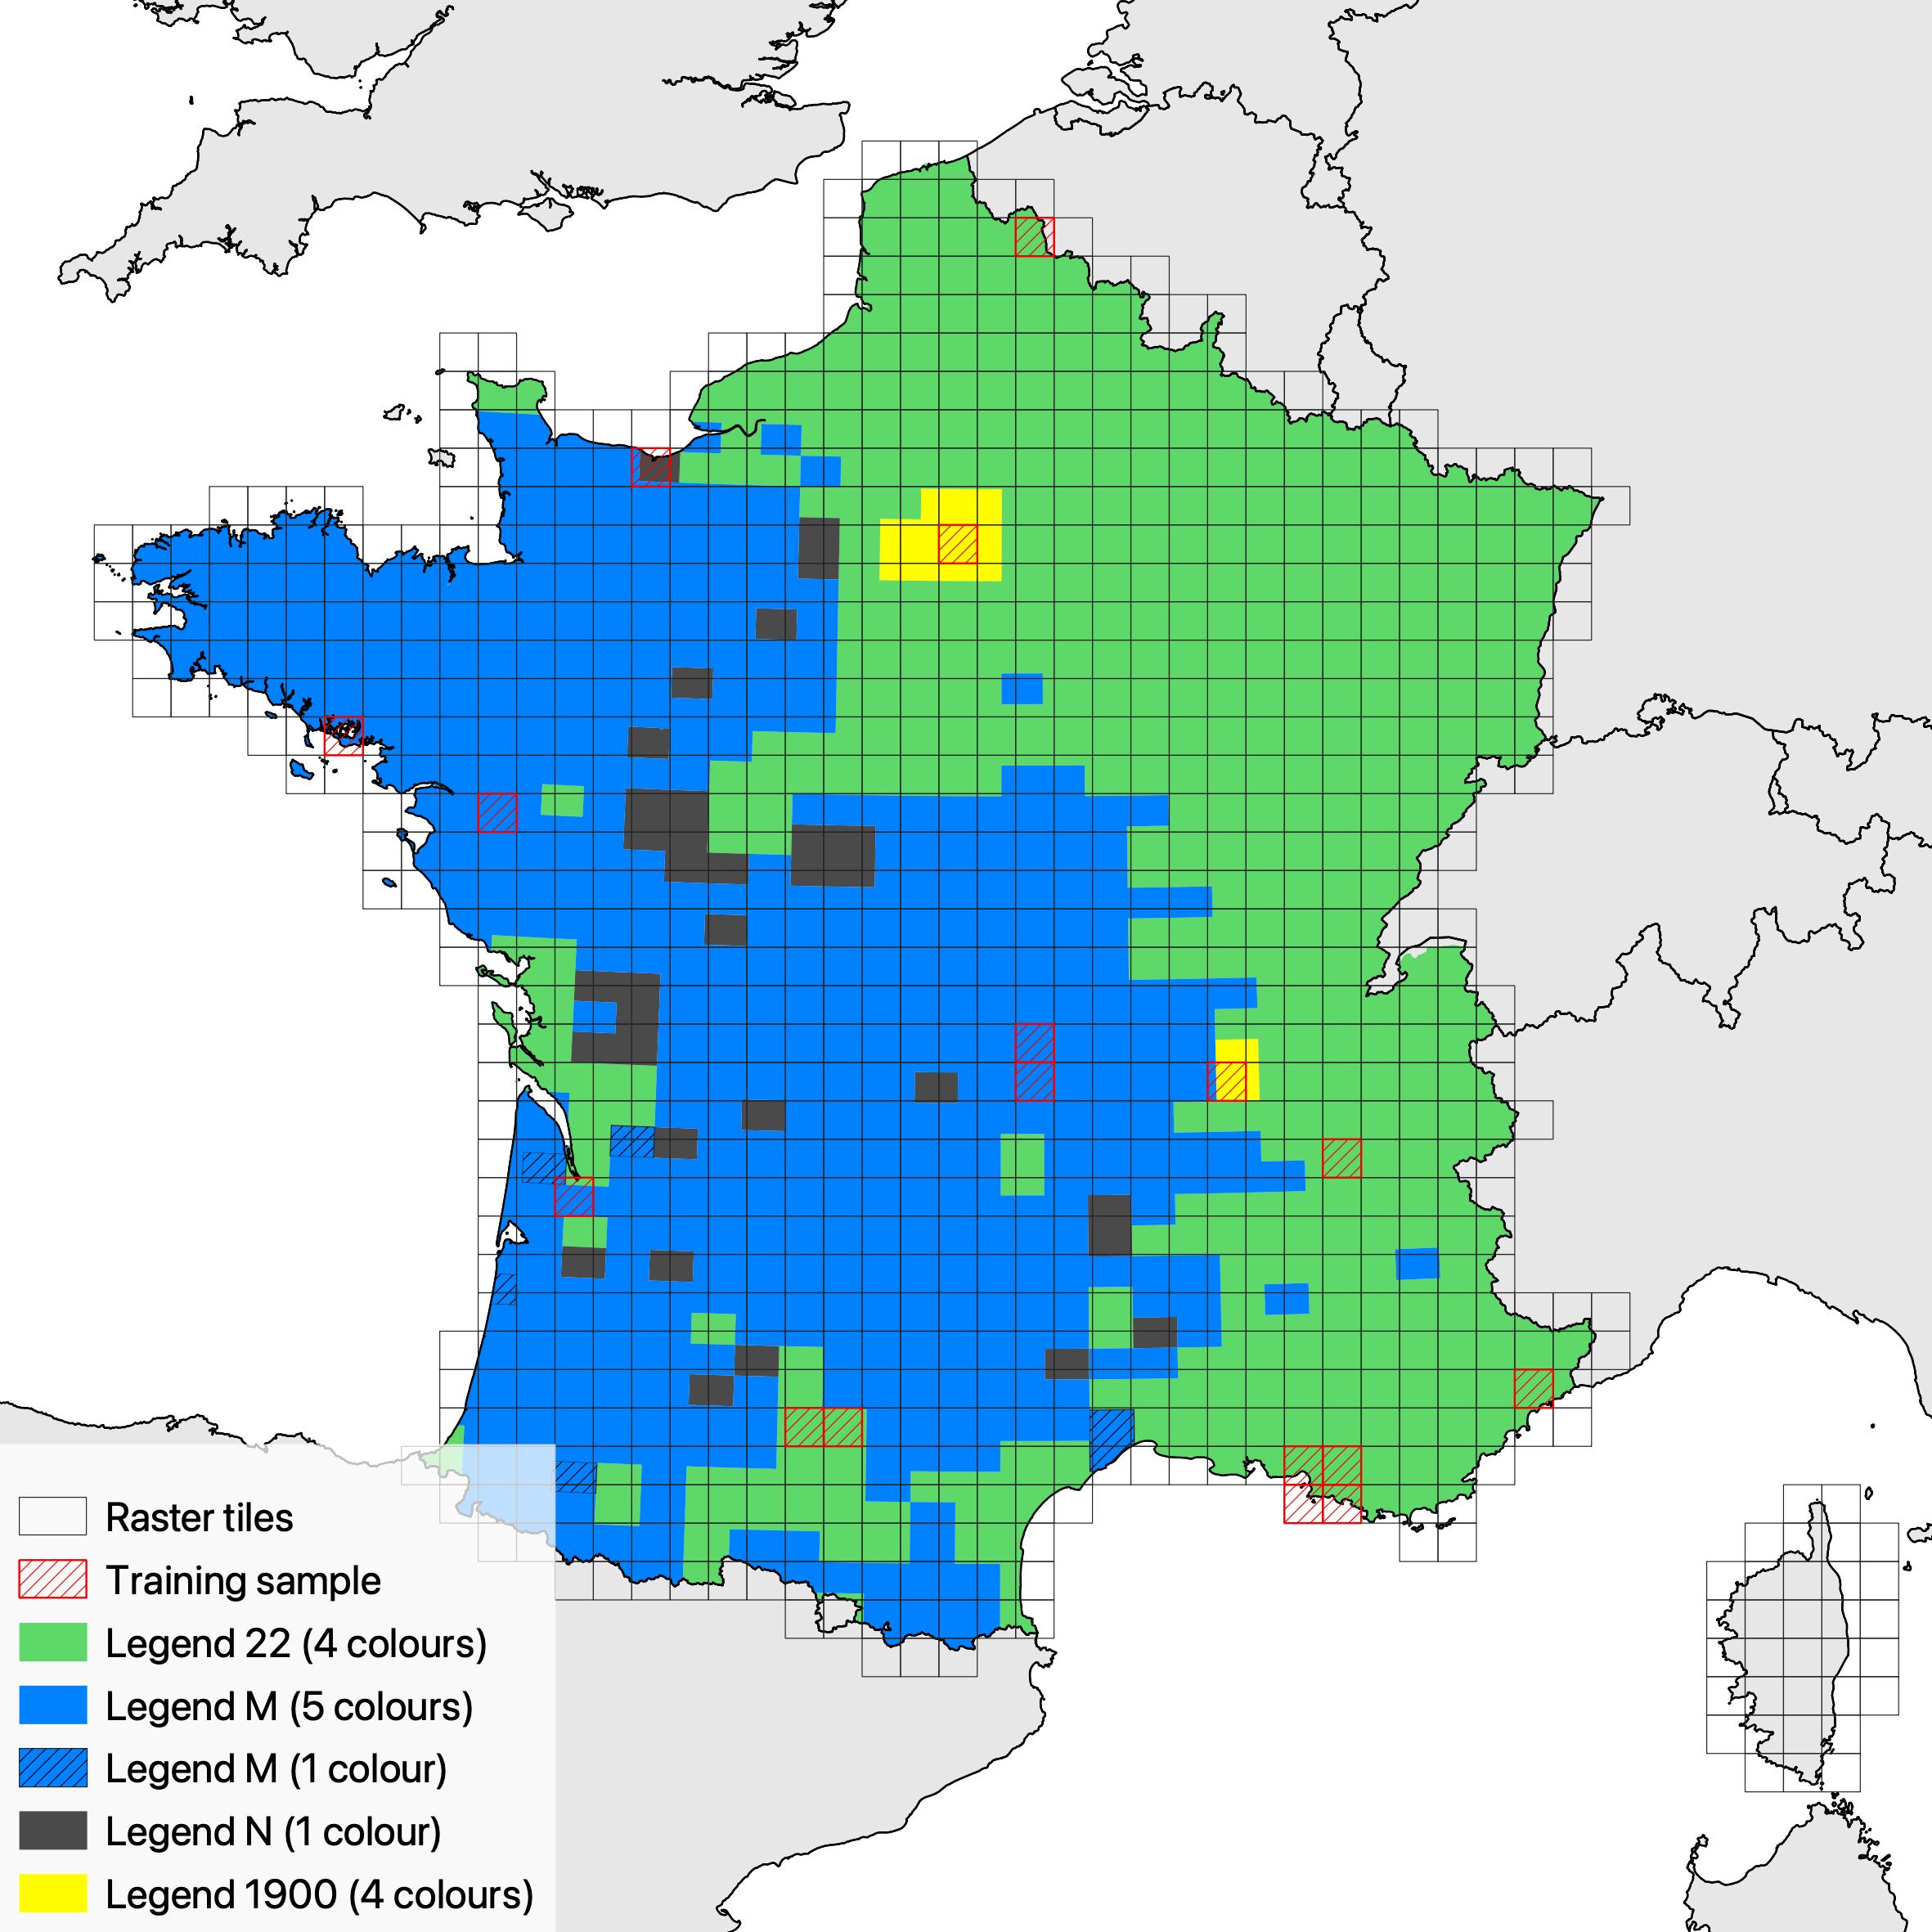 Raster tiles
Training sample
Legend 22 (4 colours)
Legend M (5 colours)
Legend M (1 colour)
Legend N (1 colour)
Legend 1900 (4 colours)